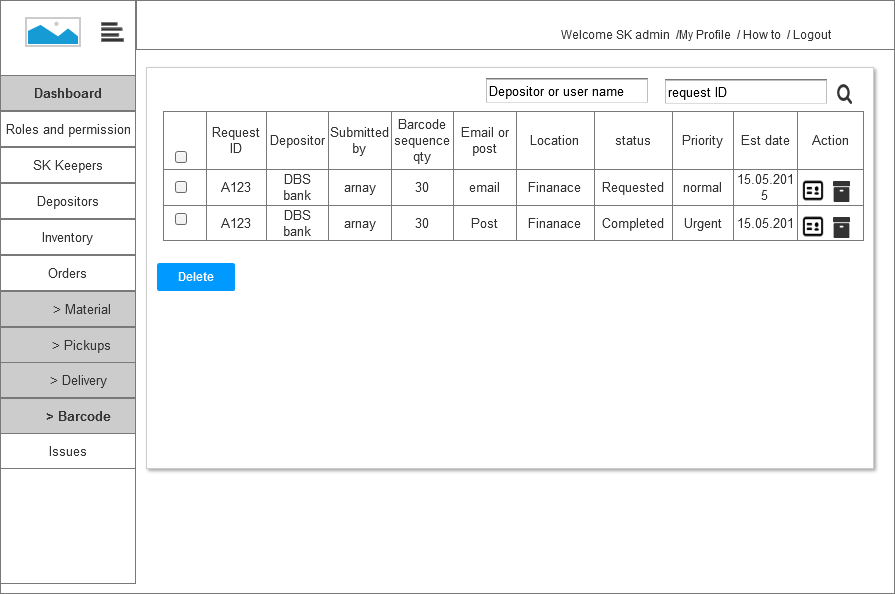 Welcome SK admin /My Profile / How to / Logout
Dashboard
Roles and permission
SK Keepers
Depositors
Inventory
Orders
> Material
> Pickups
> Delivery
> Barcode
Issues
Depositor or user name request ID
Request ID Depositor Submitted by Barcode sequence qty Email or post Location status Priority Est date Action
A123 DBS bank array 30 email Finanace Requested normal 15.05.2015
A123 DBS bank array 30 Post Finanace Completed Urgent 15.05.201
Delete